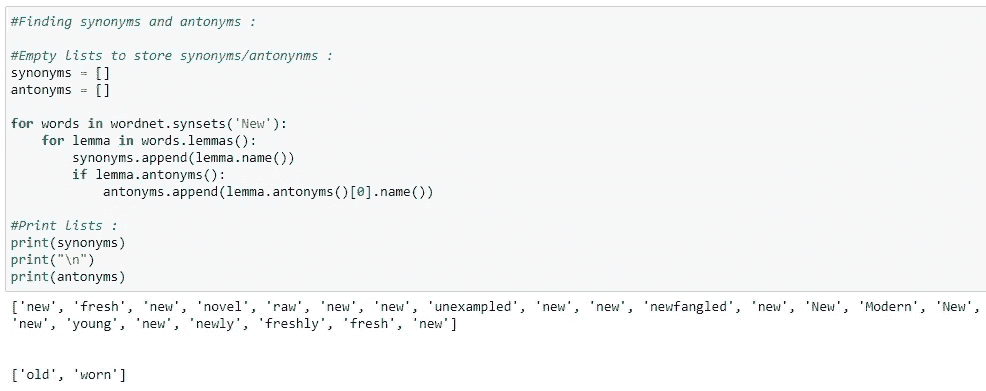 #Finding synonyms and antonyms :
#Empty Lists to store synonyms/antonynms :
synonyms = []
antonyms = []
for words in wordnet.synsets('New'):
    for lemma in words.lemmas():
        synonyms.append(lemma.name())
        if lemma.antonyms():
            antonyms.append(lemma.antonyms()[0].name())
#Print Lists :
print(synonyms)
print("\n")
print(antonyms)
['new', 'fresh', 'new', 'novel', 'raw', 'new', 'new', 'unexampled', 'new', 'new', 'newfangled', 'new', 'New', 'Modern', 'New',
'new', 'young', 'new', 'newly', 'freshly', 'fresh', 'new']
['old', 'worn']